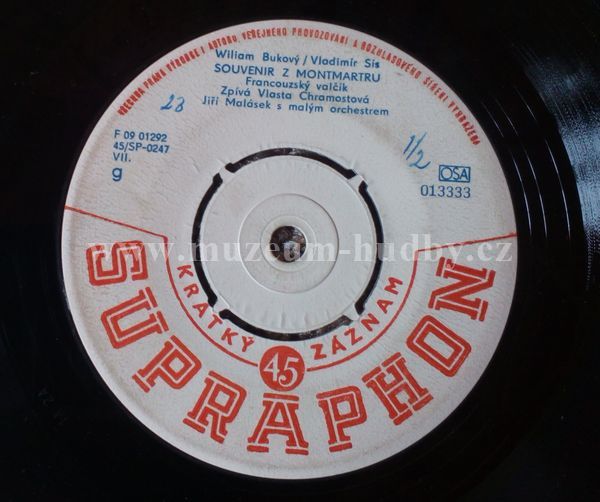 VŠECHNA PRÁVA VÝROBCE I AUTORŮ VEŘEJNÉHO PROVOZOVÁNÍ A ROZHLASOVÉHO ŠÍŘENÍ VYHRAŽENA
Wiliam Bukový/Vladimír Sís
SOUVENIR Z MONTMARTRU
Francouzský valčík
Zpívá Vlasta Chramostová
Jiří Malásek s malým orchestrem
23
1/2
F 09 01292
45/SP-0247
VII.
g
OSA
013333
www.muzeum-hudby.cz
KRÁTKÝ 45 ZÁZNAM
SUPRAPHON